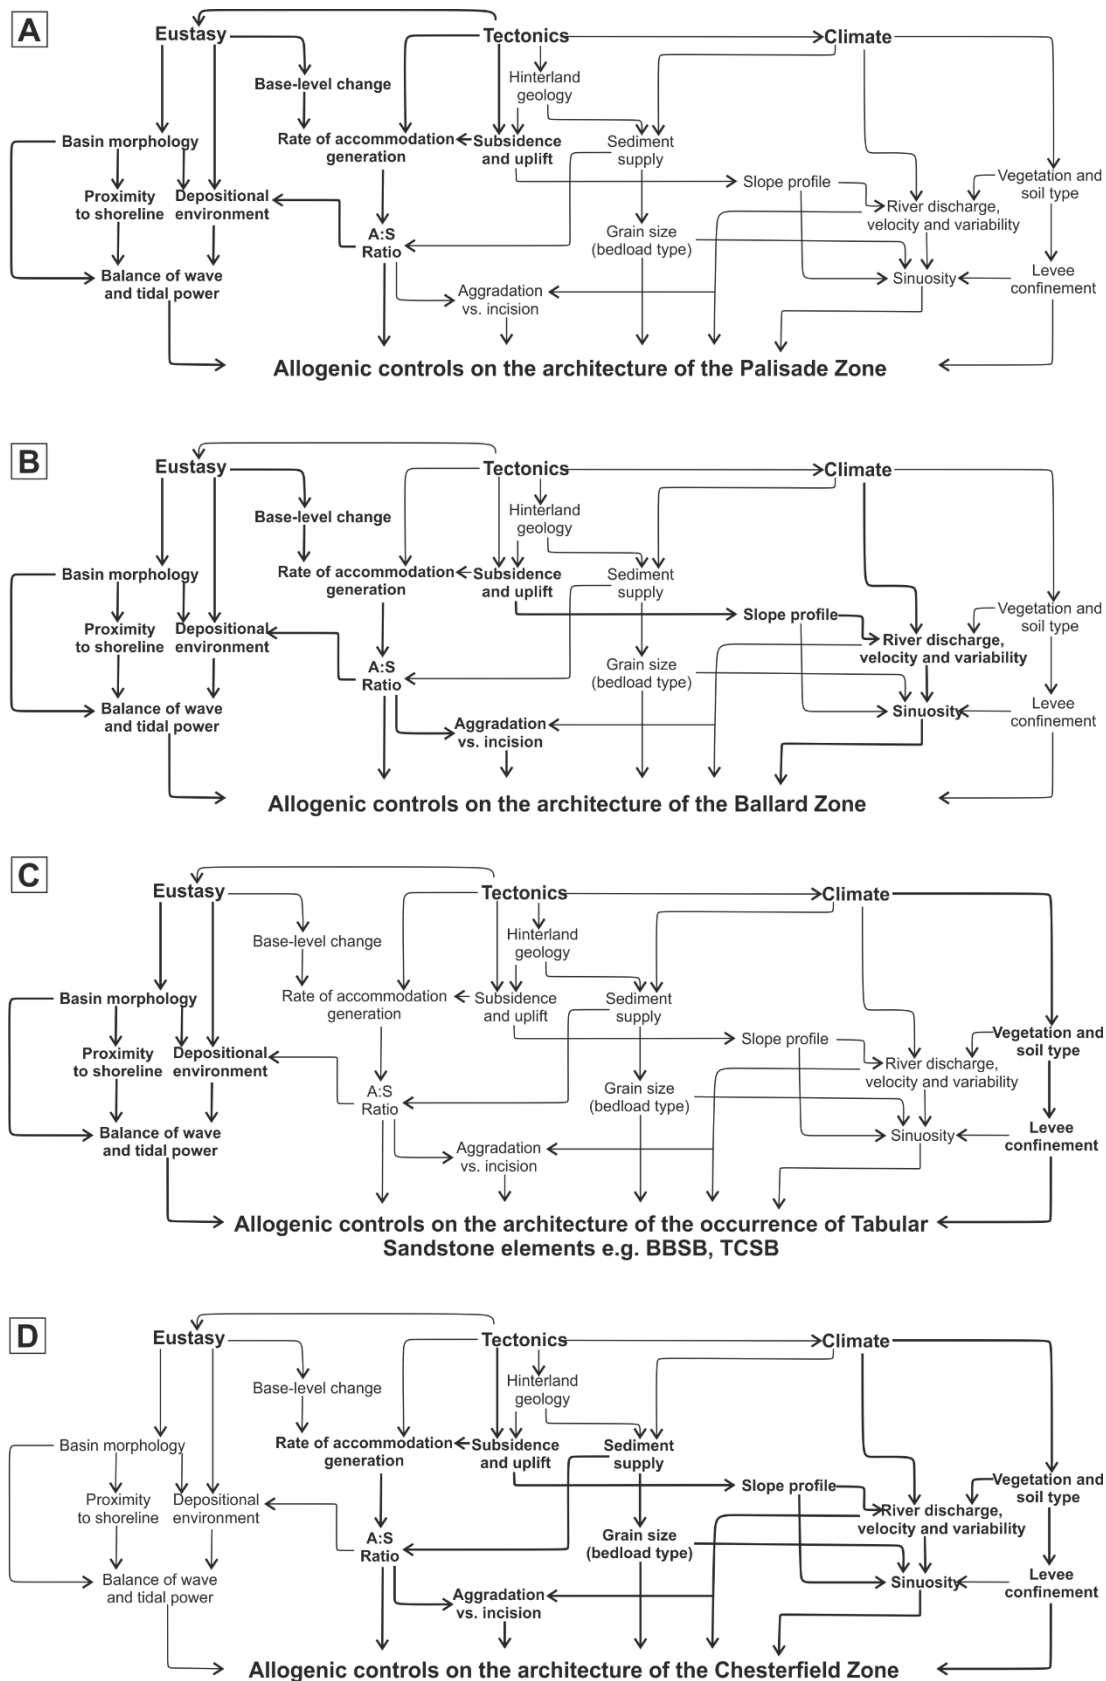 A
Eustasy
Tectonics
Climate
Base-level change
Hinterland
geology
Basin morphology
Rate of accommodation
generation
Subsidence
and uplift
Sediment
supply
Proximity
to shoreline
Depositional
environment
Slope profile
Vegetation and
soil type
River discharge,
velocity and variability
A:S
Ratio
Grain size
(bedload type)
Balance of wave
and tidal power
Aggradation
vs. incision
Sinuosity
Levee
confinement
Allogenic controls on the architecture of the Palisade Zone
B
Eustasy
Tectonics
Climate
Base-level change
Hinterland
geology
Basin morphology
Rate of accommodation
generation
Subsidence
and uplift
Sediment
supply
Proximity
to shoreline
Depositional
environment
Slope profile
Vegetation and
soil type
River discharge,
velocity and variability
A:S
Ratio
Grain size
(bedload type)
Balance of wave
and tidal power
Aggradation
vs. incision
Sinuosity
Levee
confinement
Allogenic controls on the architecture of the Ballard Zone
C
Eustasy
Tectonics
Climate
Base-level change
Hinterland
geology
Basin morphology
Rate of accommodation
generation
Subsidence
and uplift
Sediment
supply
Proximity
to shoreline
Depositional
environment
Slope profile
Vegetation and
soil type
River discharge,
velocity and variability
A:S
Ratio
Grain size
(bedload type)
Balance of wave
and tidal power
Aggradation
vs. incision
Sinuosity
Levee
confinement
Allogenic controls on the architecture of the occurrence of Tabular
Sandstone elements e.g. BBSB, TCSB
D
Eustasy
Tectonics
Climate
Base-level change
Hinterland
geology
Basin morphology
Rate of accommodation
generation
Subsidence
and uplift
Sediment
supply
Proximity
to shoreline
Depositional
environment
Slope profile
Vegetation and
soil type
River discharge,
velocity and variability
A:S
Ratio
Grain size
(bedload type)
Balance of wave
and tidal power
Aggradation
vs. incision
Sinuosity
Levee
confinement
Allogenic controls on the architecture of the Chesterfield Zone